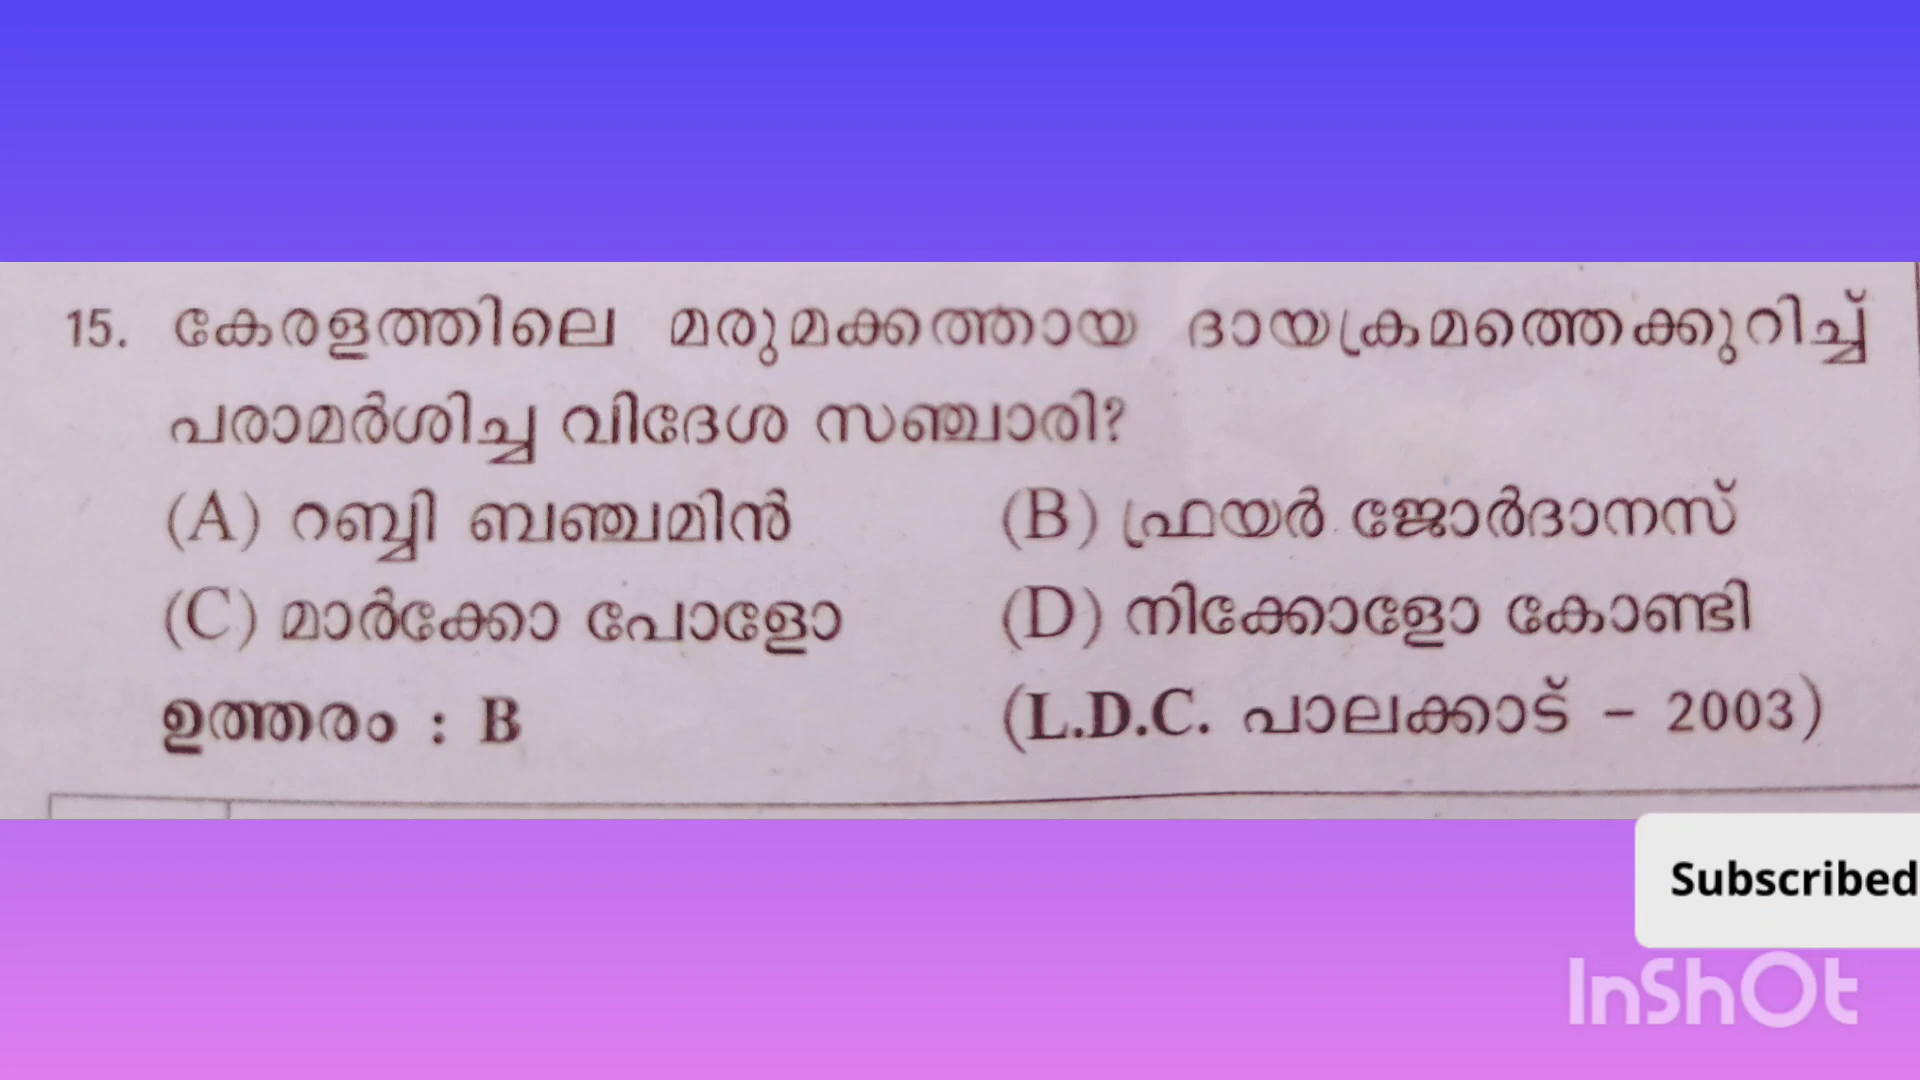 15. കേരളത്തിലെ മരുമക്കത്തായ ദായക്രമത്തെക്കുറിച്ച്
പരാമർശിച്ച വിദേശ സഞ്ചാരി?
(A) റബ്ബി ബഞ്ചമിൻ (B) ഫ്രയർ ജോർദാനസ്
(C) മാർക്കോ പോളോ (D) നിക്കോളോ കോണ്ടി
ഉത്തരം : B (L.D.C. പാലക്കാട് – 2003)
Subscribed
InShOt